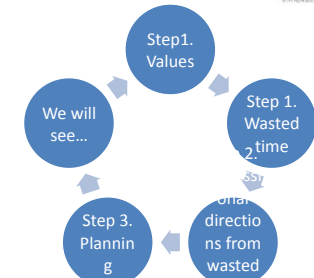 Step1.
Values
Step 1.
Wasted
time
2.
onal
directio
ns from
wasted
Step 3.
Plannin
g
We will
see…